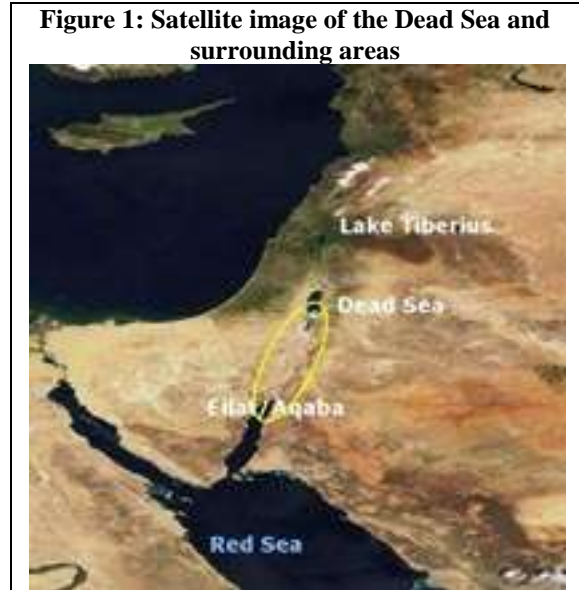 Figure 1: Satellite image of the Dead Sea and
surrounding areas
Lake Tiberius
Dead Sea
Eilat/Aqaba
Red Sea